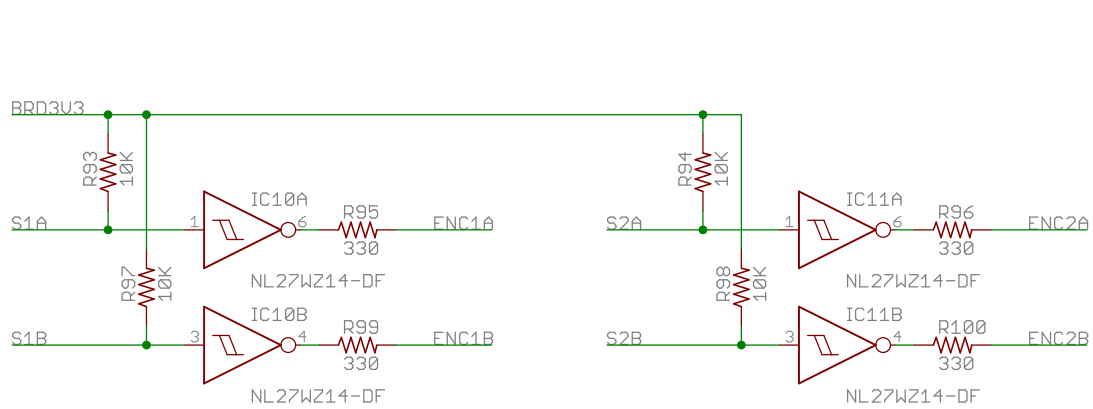 BRD3V3
R93 10K
R94 10K
S1A 1 IC10A 6 R95 330 ENC1A
S2A 1 IC11A 6 R96 330 ENC2A
NL27WZ14-DF
NL27WZ14-DF
R97 10K
R98 10K
S1B 3 IC10B 4 R99 330 ENC1B
S2B 3 IC11B 4 R100 330 ENC2B
NL27WZ14-DF
NL27WZ14-DF